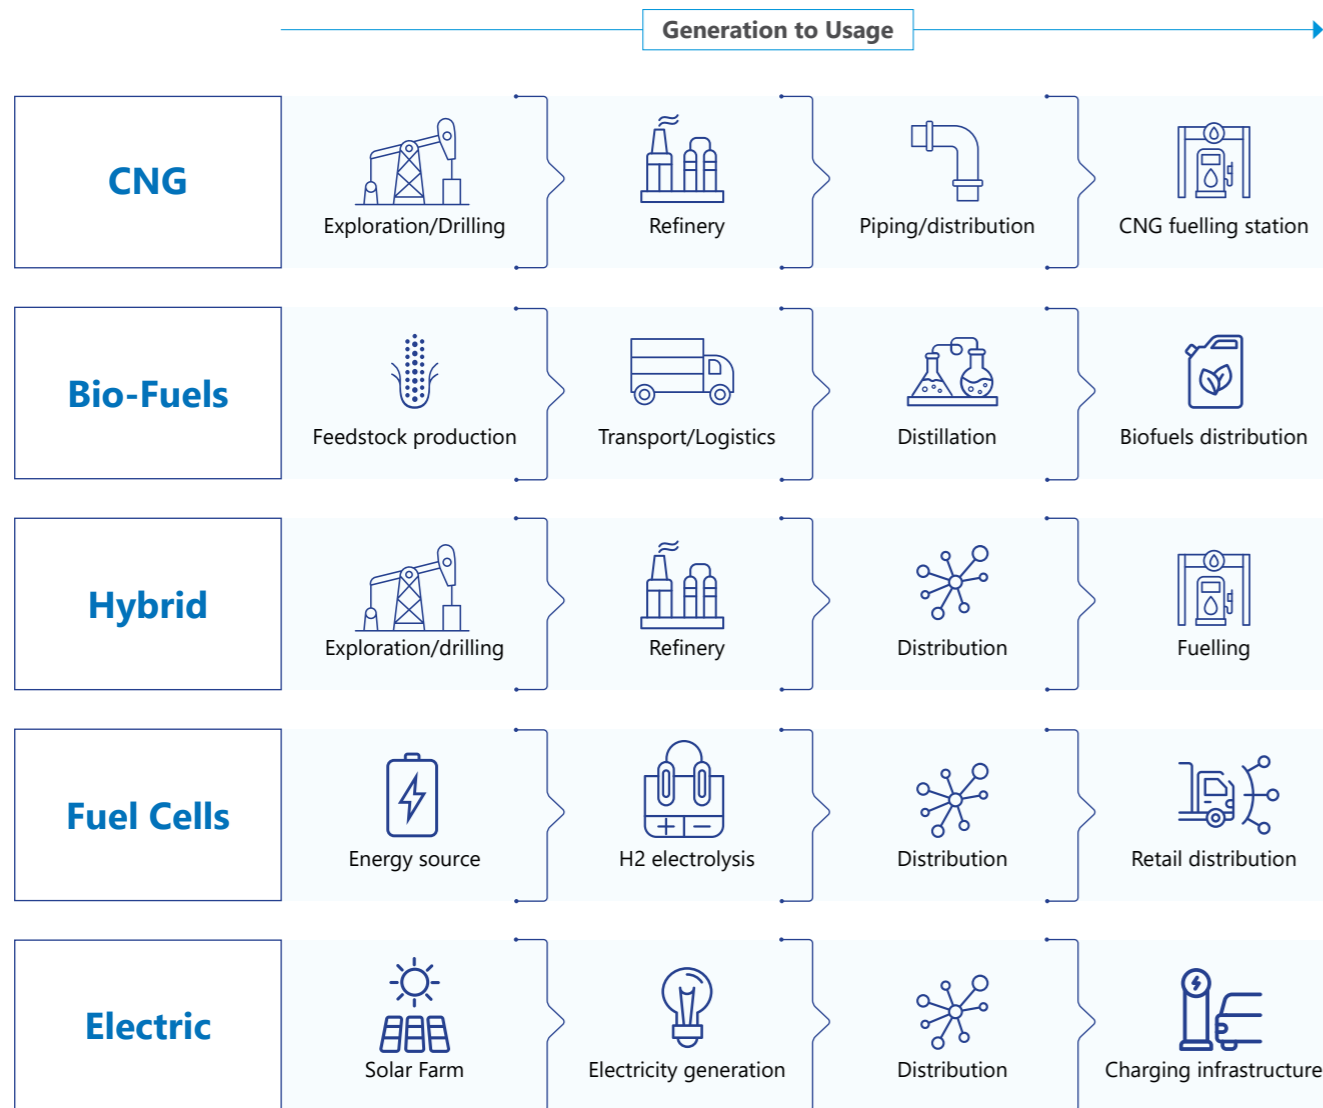 Generation to Usage
CNG
Exploration/Drilling
Refinery
Piping/distribution
CNG fuelling station
Bio-Fuels
Feedstock production
Transport/Logistics
Distillation
Biofuels distribution
Hybrid
Exploration/drilling
Refinery
Distribution
Fuelling
Fuel Cells
Energy source
H2 electrolysis
Distribution
Retail distribution
Electric
Solar Farm
Electricity generation
Distribution
Charging infrastructure